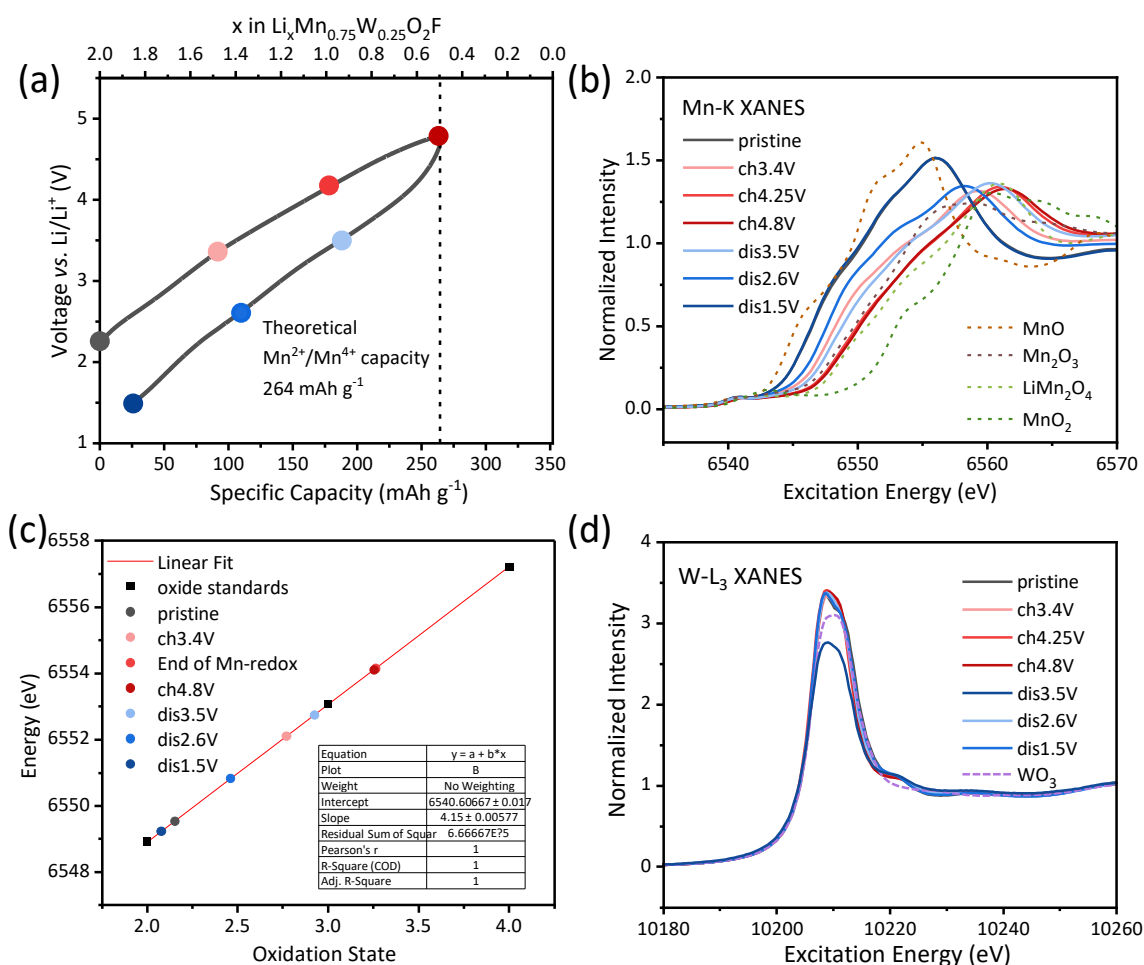 x in LiₓMn₀.₇₅W₀.₂₅O₂F
2.0 1.8 1.6 1.4 1.2 1.0 0.8 0.6 0.4 0.2 0.0
(a)
5
4
3
2
1
Voltage vs. Li/Li⁺ (V)
Theoretical
Mn²⁺/Mn⁴⁺ capacity
264 mAh g⁻¹
0 50 100 150 200 250 300 350
Specific Capacity (mAh g⁻¹)
(b)
2.0
1.5
1.0
0.5
0.0
Normalized Intensity
Mn-K XANES
pristine
ch3.4V
ch4.25V
ch4.8V
dis3.5V
dis2.6V
dis1.5V
MnO
Mn₂O₃
LiMn₂O₄
MnO₂
6540 6550 6560 6570
Excitation Energy (eV)
(c)
6558
6556
6554
6552
6550
6548
Energy (eV)
Linear Fit
oxide standards
pristine
ch3.4V
End of Mn-redox
ch4.8V
dis3.5V
dis2.6V
dis1.5V
Equation y = a + b*x
Plot B
Weight No Weighting
Intercept 6540.60667 ± 0.017
Slope 4.15 ± 0.00577
Residual Sum of Squar 6.66667E?5
Pearson's r 1
R-Square (COD) 1
Adj. R-Square 1
2.0 2.5 3.0 3.5 4.0
Oxidation State
(d)
4
3
2
1
0
Normalized Intensity
W-L₃ XANES
pristine
ch3.4V
ch4.25V
ch4.8V
dis3.5V
dis2.6V
dis1.5V
WO₃
10180 10200 10220 10240 10260
Excitation Energy (eV)